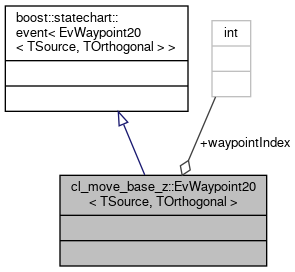 boost::statechart::
event< EvWaypoint20
< TSource, TOrthogonal > >
int
+waypointIndex
cl_move_base_z::EvWaypoint20
< TSource, TOrthogonal >